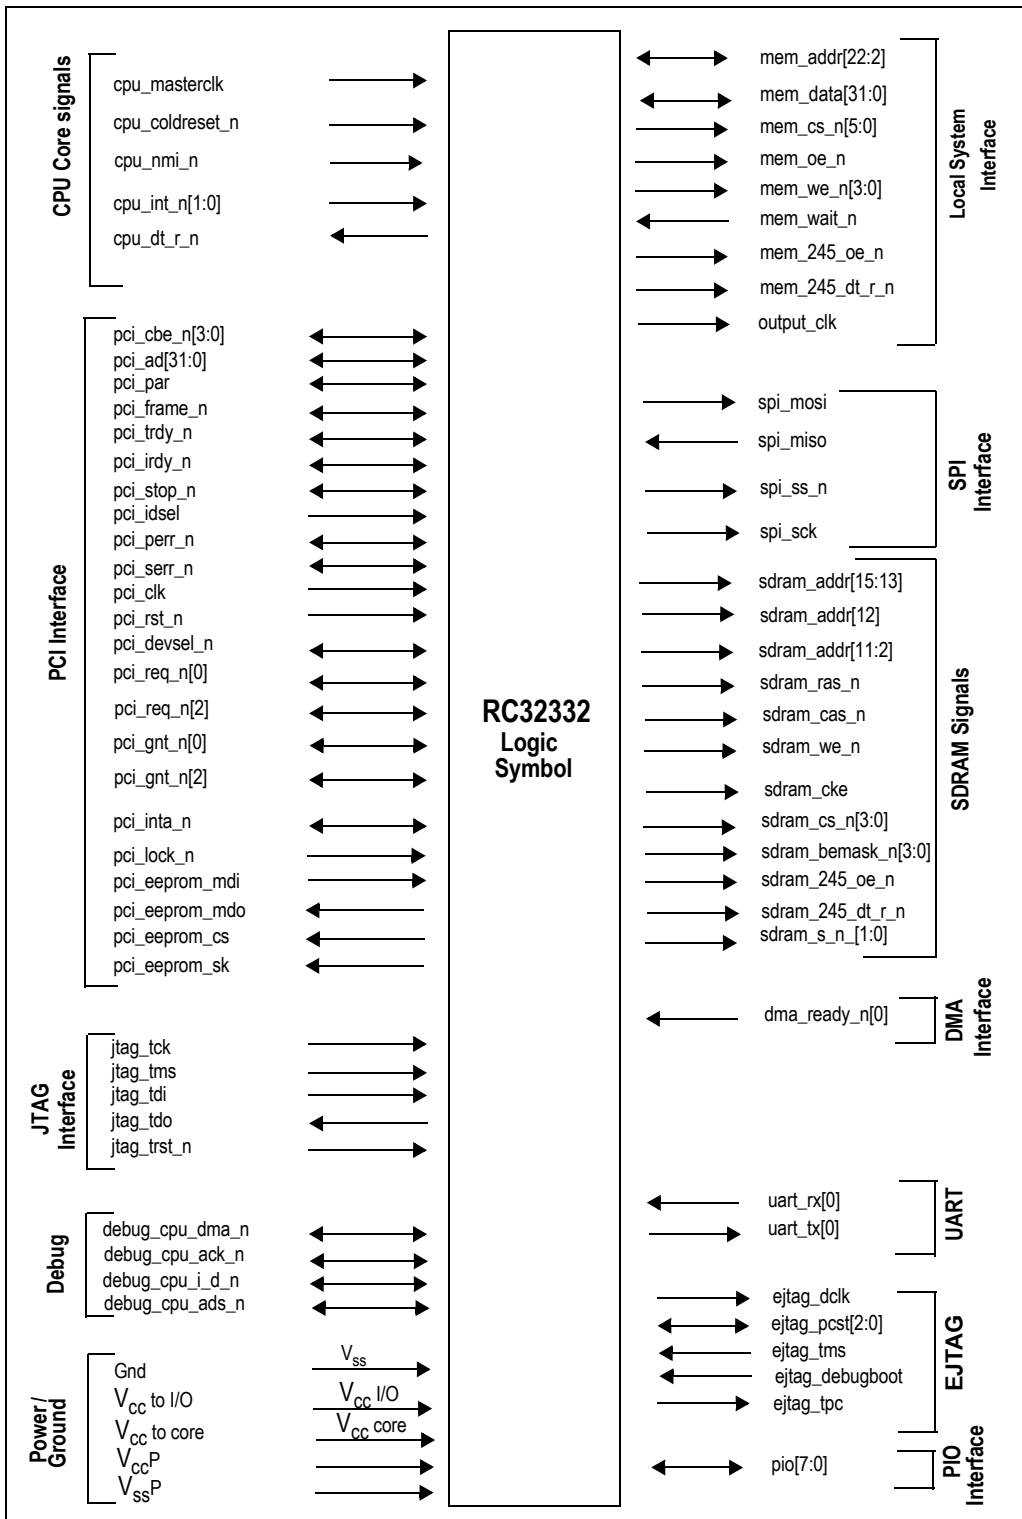 CPU Core signals
cpu_masterclk
cpu_coldreset_n
cpu_nmi_n
cpu_int_n[1:0]
cpu_dt_r_n
PCI Interface
pci_cbe_n[3:0]
pci_ad[31:0]
pci_par
pci_frame_n
pci_trdy_n
pci_irdy_n
pci_stop_n
pci_idsel
pci_perr_n
pci_serr_n
pci_clk
pci_rst_n
pci_devsel_n
pci_req_n[0]
pci_req_n[2]
pci_gnt_n[0]
pci_gnt_n[2]
pci_inta_n
pci_lock_n
pci_eeprom_mdi
pci_eeprom_mdo
pci_eeprom_cs
pci_eeprom_sk
JTAG
Interface
jtag_tck
jtag_tms
jtag_tdi
jtag_tdo
jtag_trst_n
Debug
debug_cpu_dma_n
debug_cpu_ack_n
debug_cpu_i_d_n
debug_cpu_ads_n
Power/
Ground
Gnd
Vss
Vcc to I/O
Vcc I/O
Vcc to core
Vcc core
VccP
VssP
RC32332
Logic
Symbol
mem_addr[22:2]
mem_data[31:0]
mem_cs_n[5:0]
mem_oe_n
mem_we_n[3:0]
mem_wait_n
mem_245_oe_n
mem_245_dt_r_n
output_clk
Local System
Interface
spi_mosi
spi_miso
spi_ss_n
spi_sck
SPI
Interface
sdram_addr[15:13]
sdram_addr[12]
sdram_addr[11:2]
sdram_ras_n
sdram_cas_n
sdram_we_n
sdram_cke
sdram_cs_n[3:0]
sdram_bemask_n[3:0]
sdram_245_oe_n
sdram_245_dt_r_n
sdram_s_n_[1:0]
SDRAM Signals
dma_ready_n[0]
DMA
Interface
uart_rx[0]
uart_tx[0]
UART
ejtag_dclk
ejtag_pcst[2:0]
ejtag_tms
ejtag_debugboot
ejtag_tpc
EJTAG
pio[7:0]
PIO
Interface